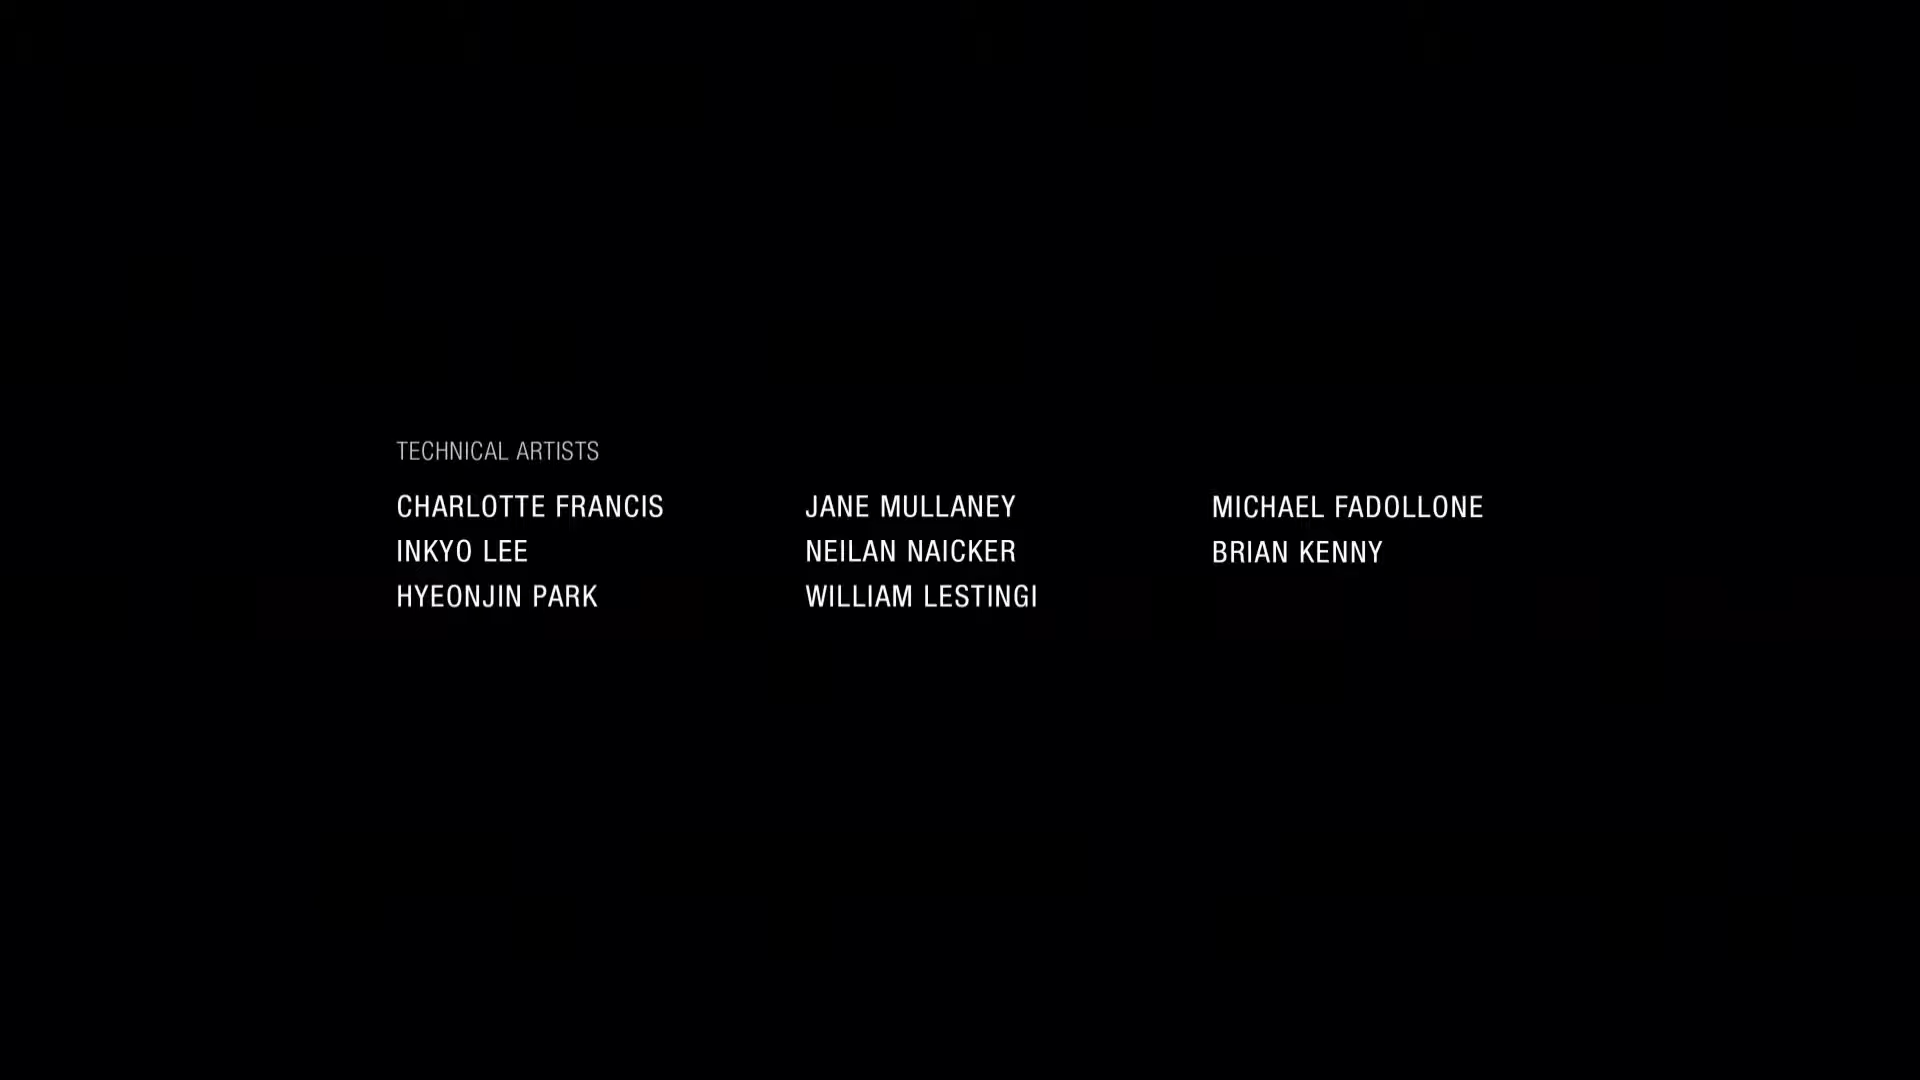 TECHNICAL ARTISTS
CHARLOTTE FRANCIS
INKYO LEE
HYEONJIN PARK
JANE MULLANEY
NEILAN NAICKER
WILLIAM LESTINGI
MICHAEL FADOLLONE
BRIAN KENNY